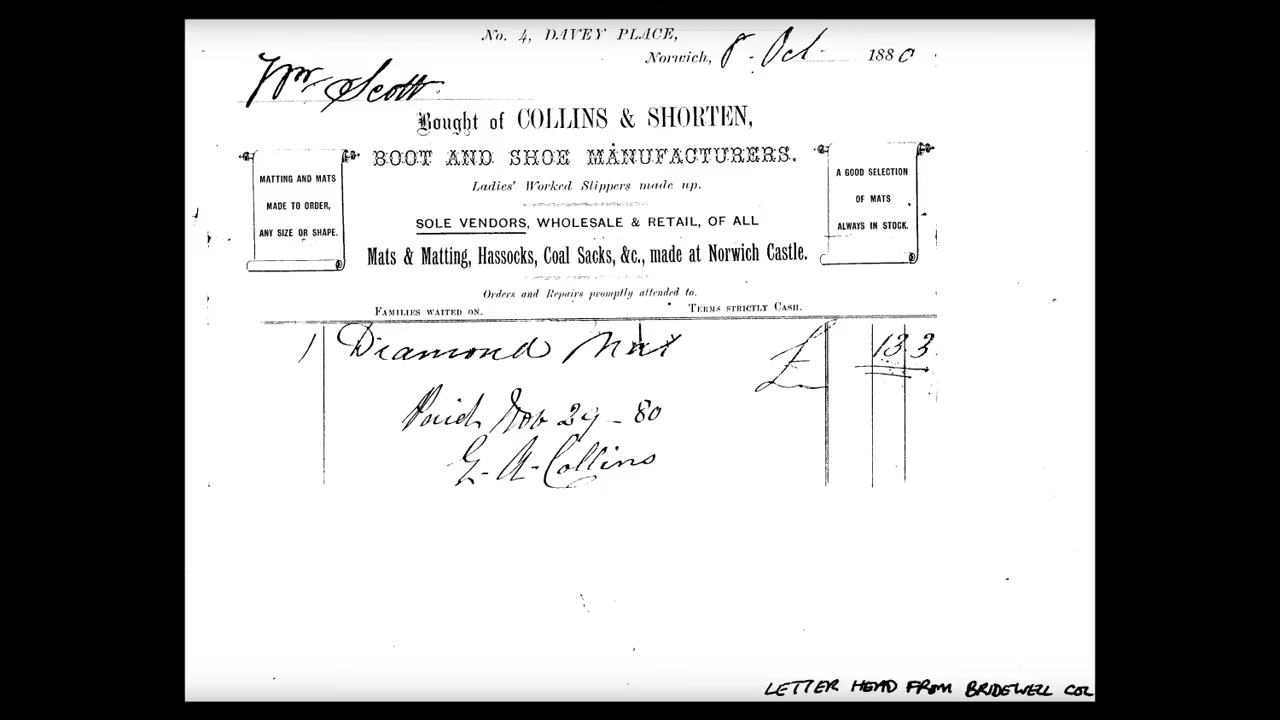 No. 4, DAVEY PLACE,
Norwich, 8 Oct 1880
Mr Scott
Bought of COLLINS & SHORTEN,
BOOT AND SHOE MANUFACTURERS.
Ladies' Worked Slippers made up.
MATTING AND MATS
MADE TO ORDER,
ANY SIZE OR SHAPE.
A GOOD SELECTION
OF MATS
ALWAYS IN STOCK.
SOLE VENDORS, WHOLESALE & RETAIL, OF ALL
Mats & Matting, Hassocks, Coal Sacks, &c., made at Norwich Castle.
Orders and Repairs promptly attended to.
FAMILIES WAITED ON. TERMS STRICTLY CASH.
1 Diamond Mat £ 13 3
Paid Nov 29 - 80
G. A. Collins
LETTER HEAD FROM BRIDEWELL COL